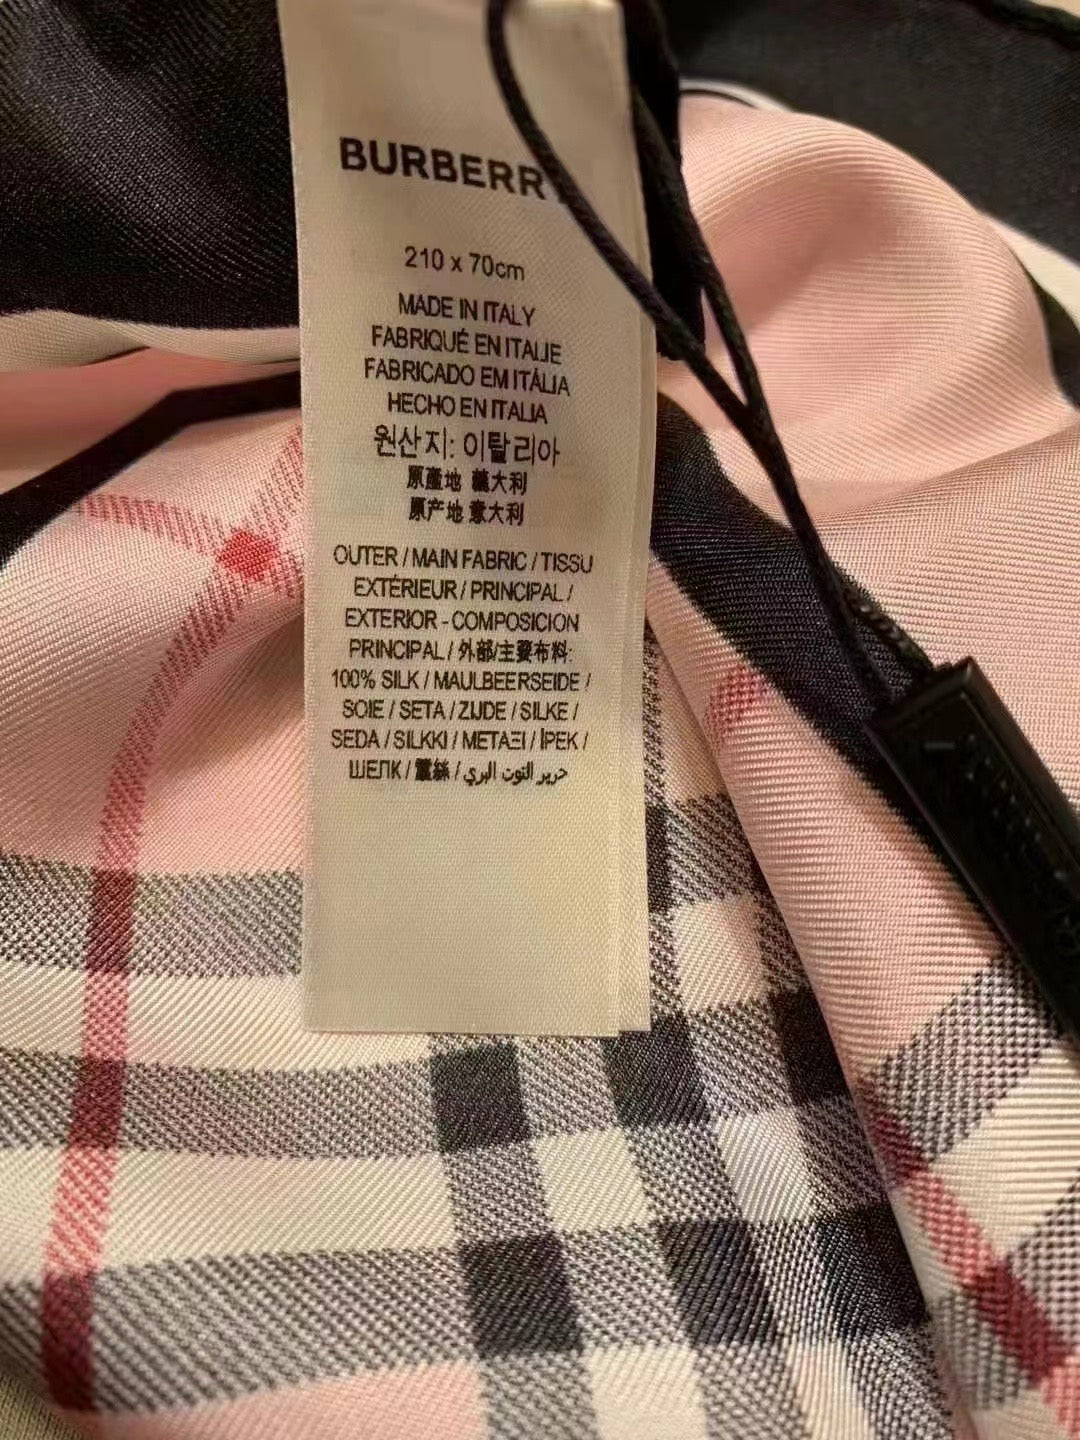 BURBERRY
210 x 70cm
MADE IN ITALY
FABRIQUÉ EN ITALIE
FABRICADO EM ITÁLIA
HECHO EN ITALIA
원산지: 이탈리아
原產地 義大利
原产地 意大利
OUTER / MAIN FABRIC / TISSU
EXTÉRIEUR / PRINCIPAL /
EXTERIOR - COMPOSICION
PRINCIPAL / 外部/主要布料:
100% SILK / MAULBEERSEIDE /
SOIE / SETA / ZIJDE / SILKE /
SEDA / SILKKI / ΜΕΤΑΞΙ / İPEK /
ШЕЛК / 蠶絲 / حرير التوت البري